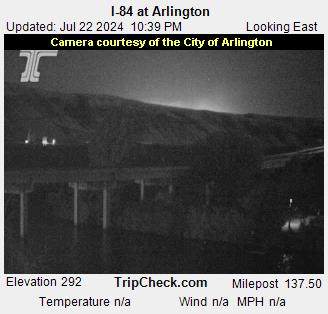 I-84 at Arlington
Updated: Jul 22 2024 10:39 PM Looking East
Camera courtesy of the City of Arlington
Elevation 292 TripCheck.com Milepost 137.50
Temperature n/a Wind n/a MPH n/a